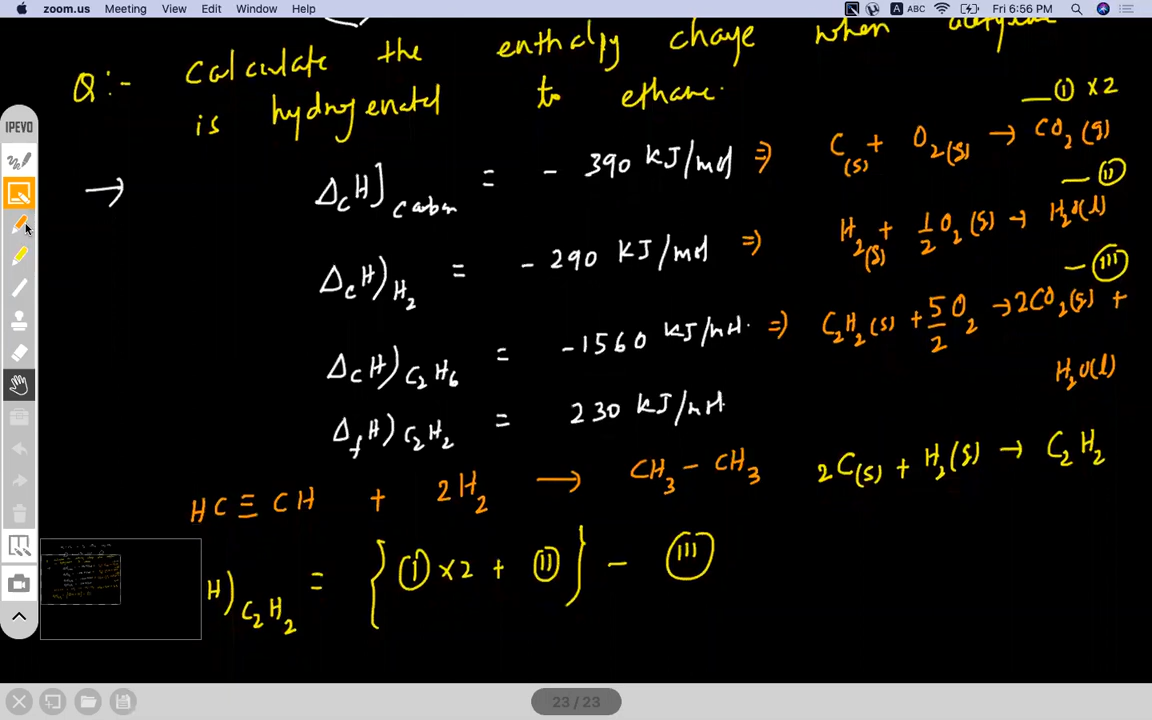 zoom.us Meeting View Edit Window Help ABC Fri 6:56 PM
Q:- Calculate the enthalpy change when
is hydrogenated to ethane.
IPEVO
— (I) ×2
ΔcH]Carbon = - 390 KJ/mol ⇒ C(s) + O2(g) → CO2(g)
— (II)
ΔcH)H2 = - 290 KJ/mol ⇒ H2(g) + 1/2 O2(g) → H2O(l)
— (III)
ΔcH)C2H6 = -1560 KJ/mol. ⇒ C2H2(g) + 5/2 O2 → 2CO2(g) +
H2O(l)
ΔfH)C2H2 = 230 KJ/mol
2C(s) + H2(g) → C2H2
HC ≡ CH + 2H2 → CH3 - CH3
H)C2H2 = { (I) ×2 + (II) } - (III)
23 / 23